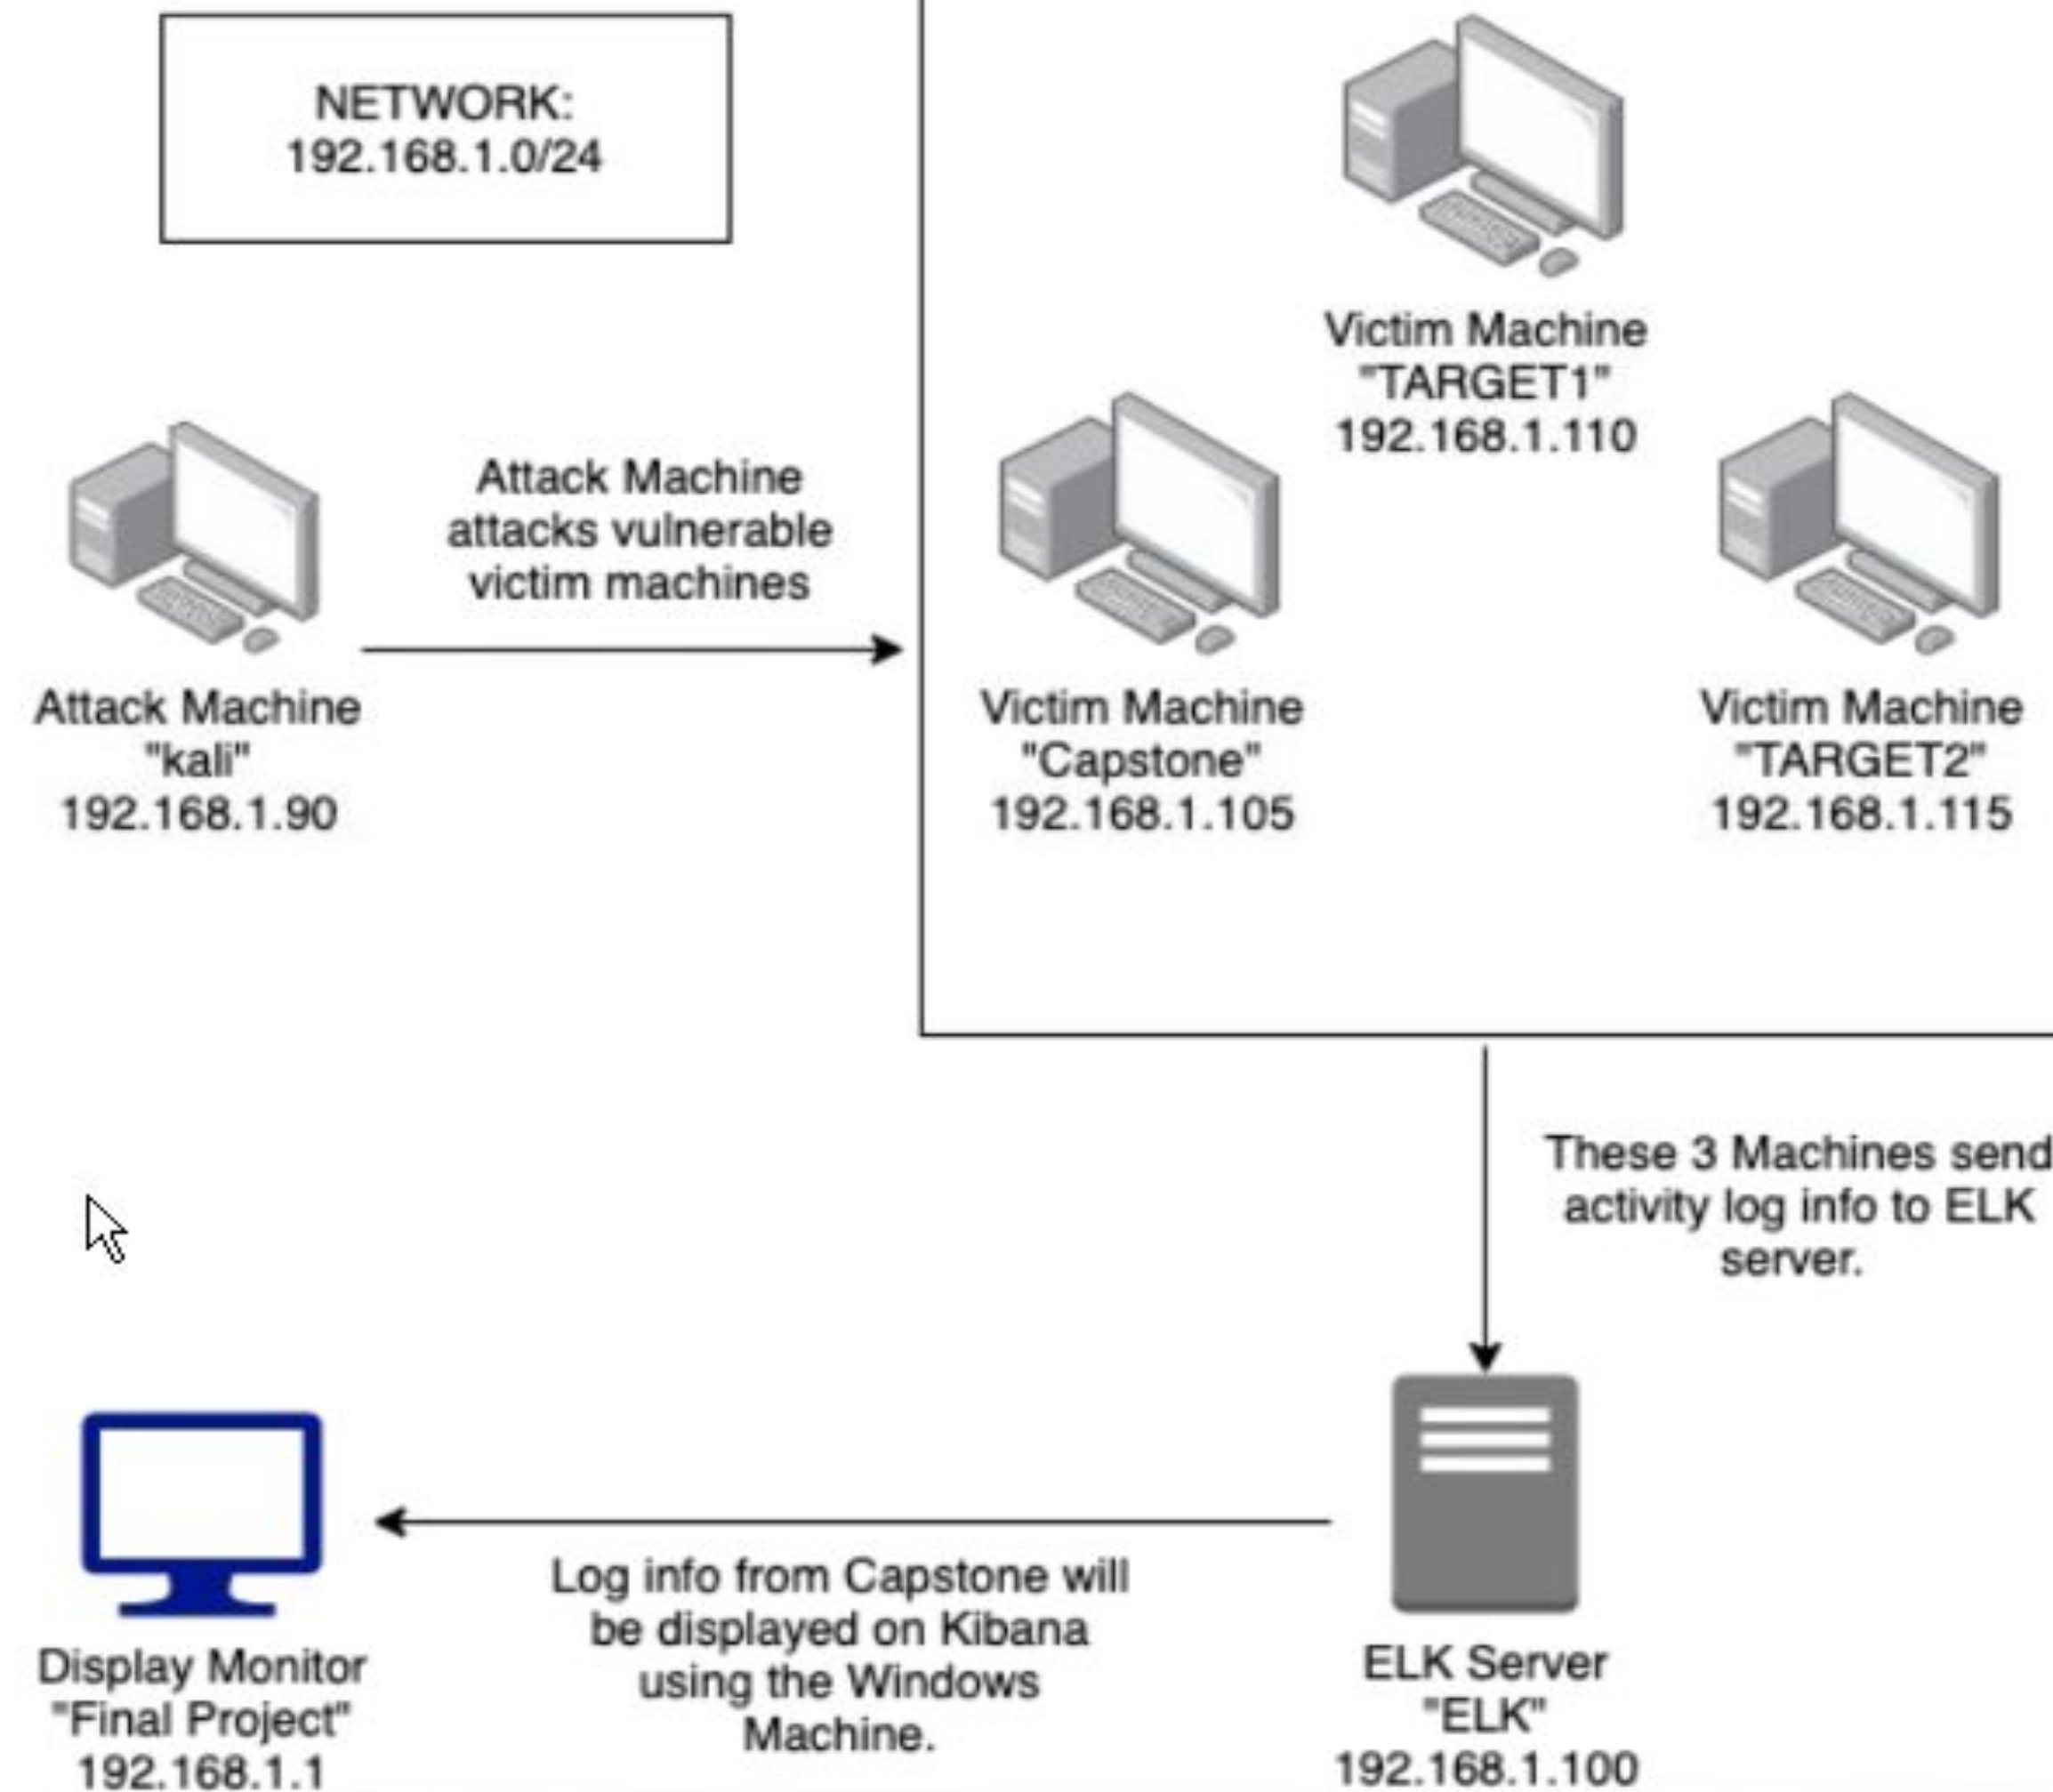 NETWORK:
192.168.1.0/24
Victim Machine
"TARGET1"
192.168.1.110
Attack Machine
attacks vulnerable
victim machines
Attack Machine
"kali"
192.168.1.90
Victim Machine
"Capstone"
192.168.1.105
Victim Machine
"TARGET2"
192.168.1.115
These 3 Machines send
activity log info to ELK
server.
Log info from Capstone will
be displayed on Kibana
using the Windows
Machine.
Display Monitor
"Final Project"
192.168.1.1
ELK Server
"ELK"
192.168.1.100